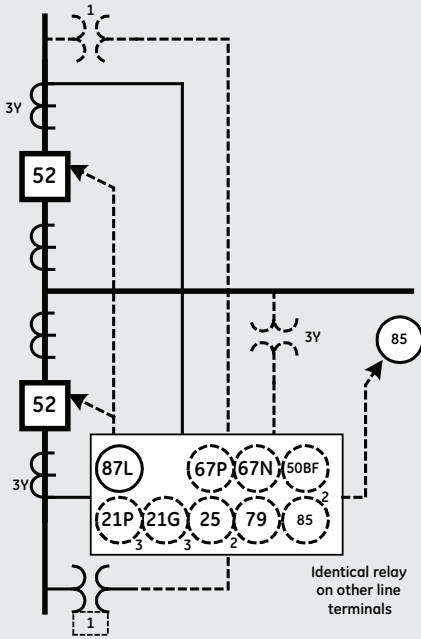 1
3Y
52
3Y
85
52
87L 67P 67N 50BF
2
3Y
21P 21G 25 79 85
3 3 2
Identical relay
on other line
terminals
1